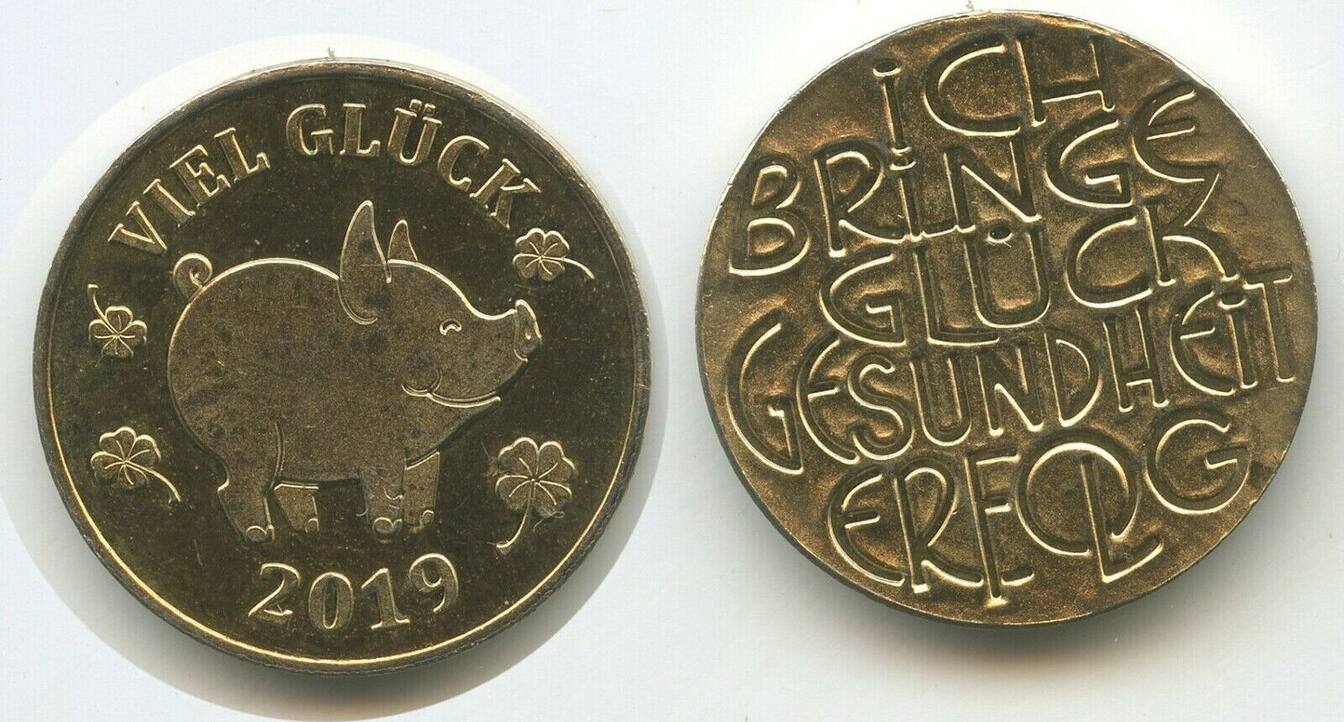 VIEL GLÜCK
2019
iCH
BRiNGE
GLÜCK
GESUNDHEiT
ERFOLG